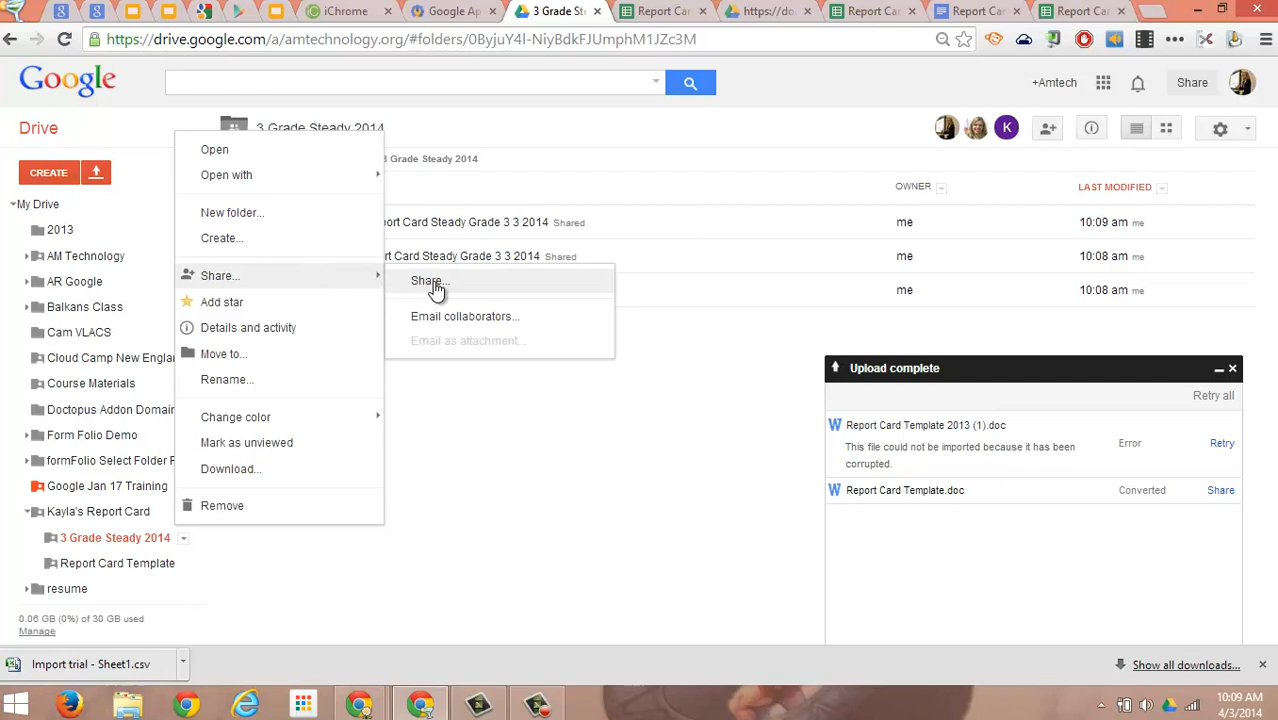 iChrome
Google Ap
3 Grade St
Report Car
https://do
Report Car
Report Car
Report Car
https://drive.google.com/a/amtechnology.org/#folders/0ByjuY4l-NiyBdkFJUmphM1JZc3M
Google
+Amtech
Share
Drive
3 Grade Steady 2014
CREATE
3 Grade Steady 2014
My Drive
OWNER
LAST MODIFIED
2013
port Card Steady Grade 3 3 2014 Shared
me
10:09 am me
AM Technology
rt Card Steady Grade 3 3 2014 Shared
me
10:08 am me
AR Google
me
10:08 am me
Balkans Class
Cam VLACS
Cloud Camp New Englan
Course Materials
Doctopus Addon Domain
Form Folio Demo
formFolio Select Folder F
Google Jan 17 Training
Kayla's Report Card
3 Grade Steady 2014
Report Card Template
resume
0.06 GB (0%) of 30 GB used
Manage
Open
Open with
New folder...
Create...
Share...
Add star
Details and activity
Move to...
Rename...
Change color
Mark as unviewed
Download...
Remove
Share...
Email collaborators...
Email as attachment...
K
Upload complete
Retry all
W Report Card Template 2013 (1).doc
This file could not be imported because it has been
corrupted.
Error
Retry
W Report Card Template.doc
Converted
Share
Import trial - Sheet1.csv
Show all downloads...
10:09 AM
4/3/2014